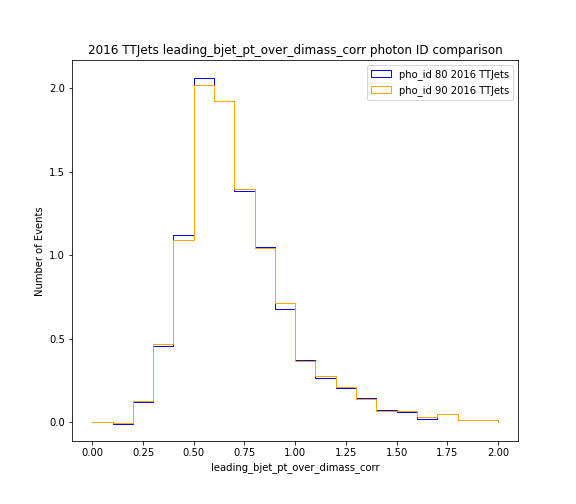 2016 TTJets leading_bjet_pt_over_dimass_corr photon ID comparison
pho_id 80 2016 TTJets
pho_id 90 2016 TTJets
Number of Events
2.0
1.5
1.0
0.5
0.0
0.00 0.25 0.50 0.75 1.00 1.25 1.50 1.75 2.00
leading_bjet_pt_over_dimass_corr